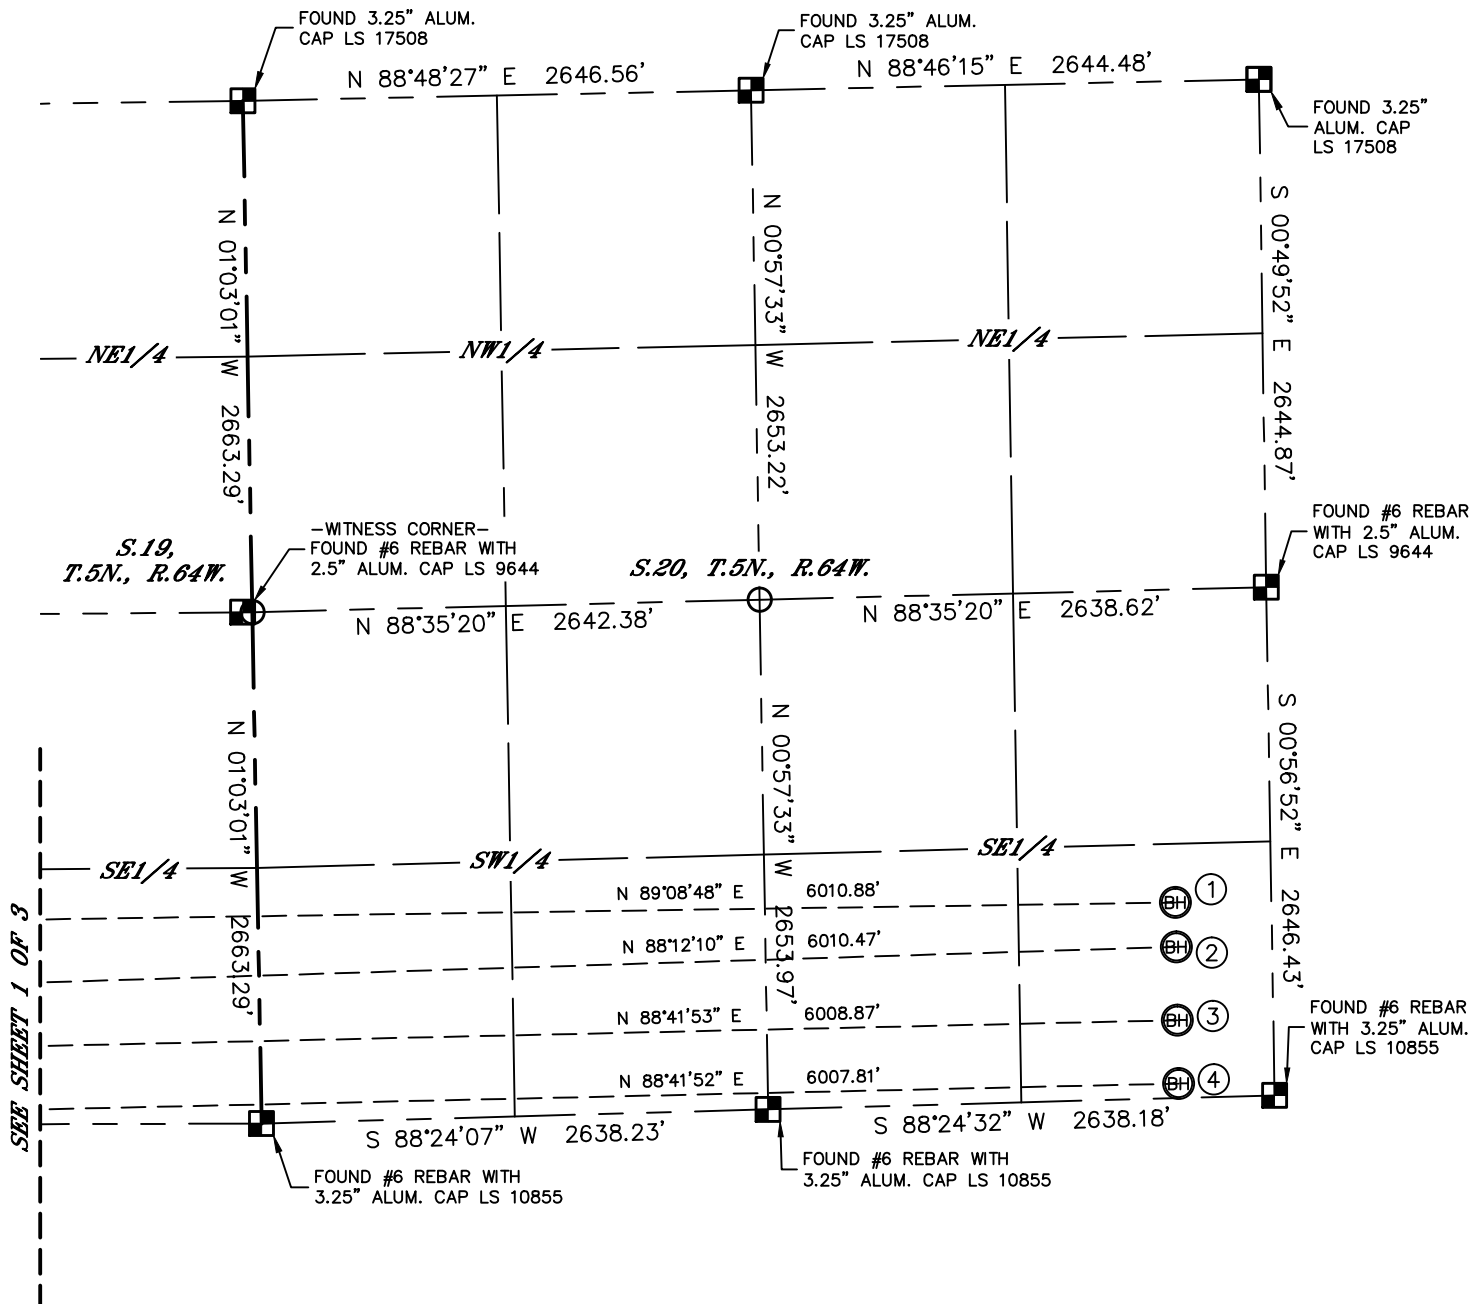 FOUND 3.25" ALUM.
CAP LS 17508
FOUND 3.25" ALUM.
CAP LS 17508
N 88°48'27" E 2646.56'
N 88°46'15" E 2644.48'
FOUND 3.25"
ALUM. CAP
LS 17508
N 01°03'01" W 2663.29'
N 00°57'33" W 2653.22'
S 00°49'52" E 2644.87'
NE1/4
NW1/4
NE1/4
S.19,
T.5N., R.64W.
-WITNESS CORNER-
FOUND #6 REBAR WITH
2.5" ALUM. CAP LS 9644
S.20, T.5N., R.64W.
FOUND #6 REBAR
WITH 2.5" ALUM.
CAP LS 9644
N 88°35'20" E 2642.38'
N 88°35'20" E 2638.62'
N 01°03'01" W 2663.29'
N 00°57'33" W 2653.97'
S 00°56'52" E 2646.43'
SE1/4
SW1/4
SE1/4
SEE SHEET 1 OF 3
N 89°08'48" E 6010.88'
BH 1
N 88°12'10" E 6010.47'
BH 2
N 88°41'53" E 6008.87'
BH 3
N 88°41'52" E 6007.81'
BH 4
FOUND #6 REBAR
WITH 3.25" ALUM.
CAP LS 10855
S 88°24'07" W 2638.23'
S 88°24'32" W 2638.18'
FOUND #6 REBAR WITH
3.25" ALUM. CAP LS 10855
FOUND #6 REBAR WITH
3.25" ALUM. CAP LS 10855